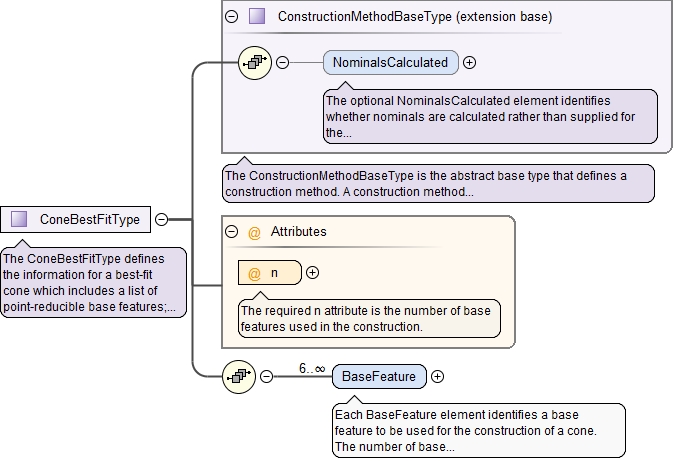 ConstructionMethodBaseType (extension base)
NominalsCalculated
The optional NominalsCalculated element identifies
whether nominals are calculated rather than supplied for
the...
The ConstructionMethodBaseType is the abstract base type that defines a
construction method. A construction method...
ConeBestFitType
The ConeBestFitType defines
the information for a best-fit
cone which includes a list of
point-reducible base features;...
@ Attributes
@ n
The required n attribute is the number of base
features used in the construction.
6..∞
BaseFeature
Each BaseFeature element identifies a base
feature to be used for the construction of a cone.
The number of base...